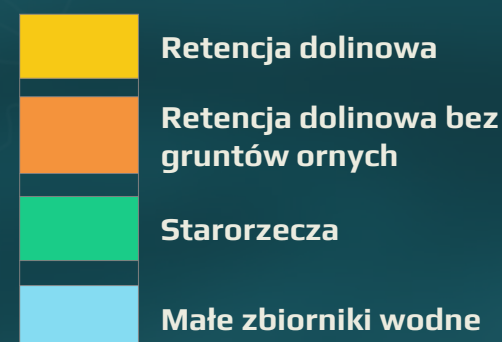 Retencja dolinowa
Retencja dolinowa bez
gruntów ornych
Starorzecza
Małe zbiorniki wodne